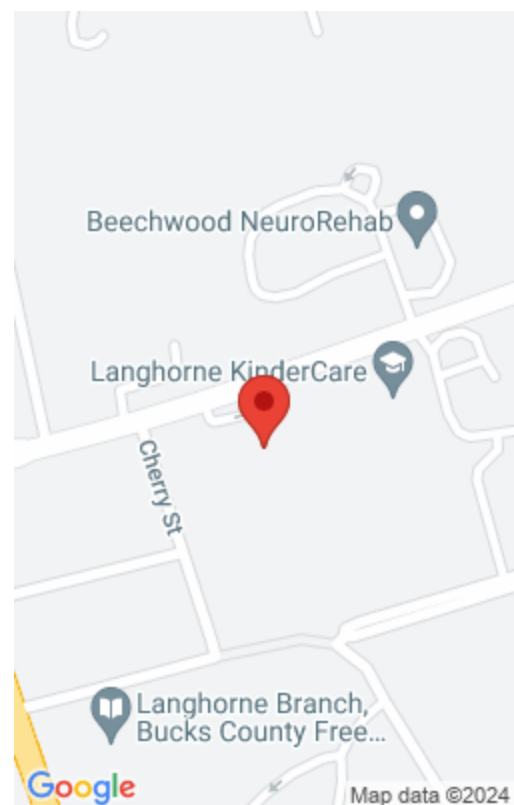 Beechwood NeuroRehab
Langhorne KinderCare
Cherry St
Langhorne Branch,
Bucks County Free...
Google
Map data ©2024